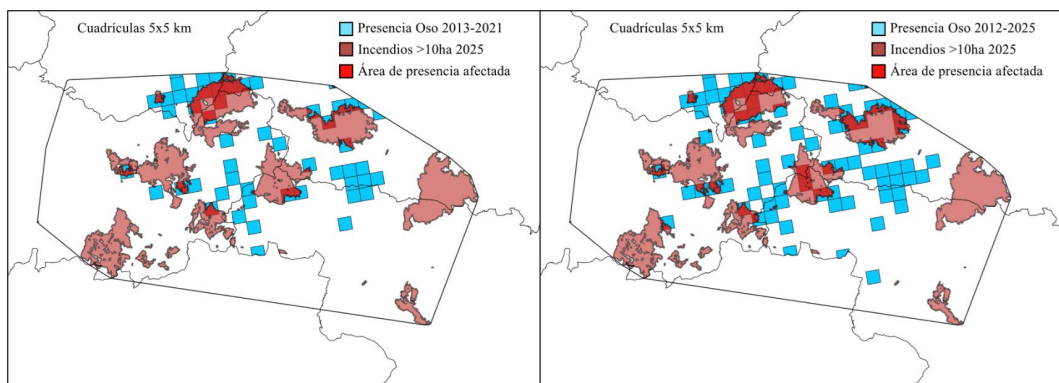 Cuadrículas 5x5 km
Presencia Oso 2013-2021
Incendios >10ha 2025
Área de presencia afectada
Cuadrículas 5x5 km
Presencia Oso 2012-2025
Incendios >10ha 2025
Área de presencia afectada